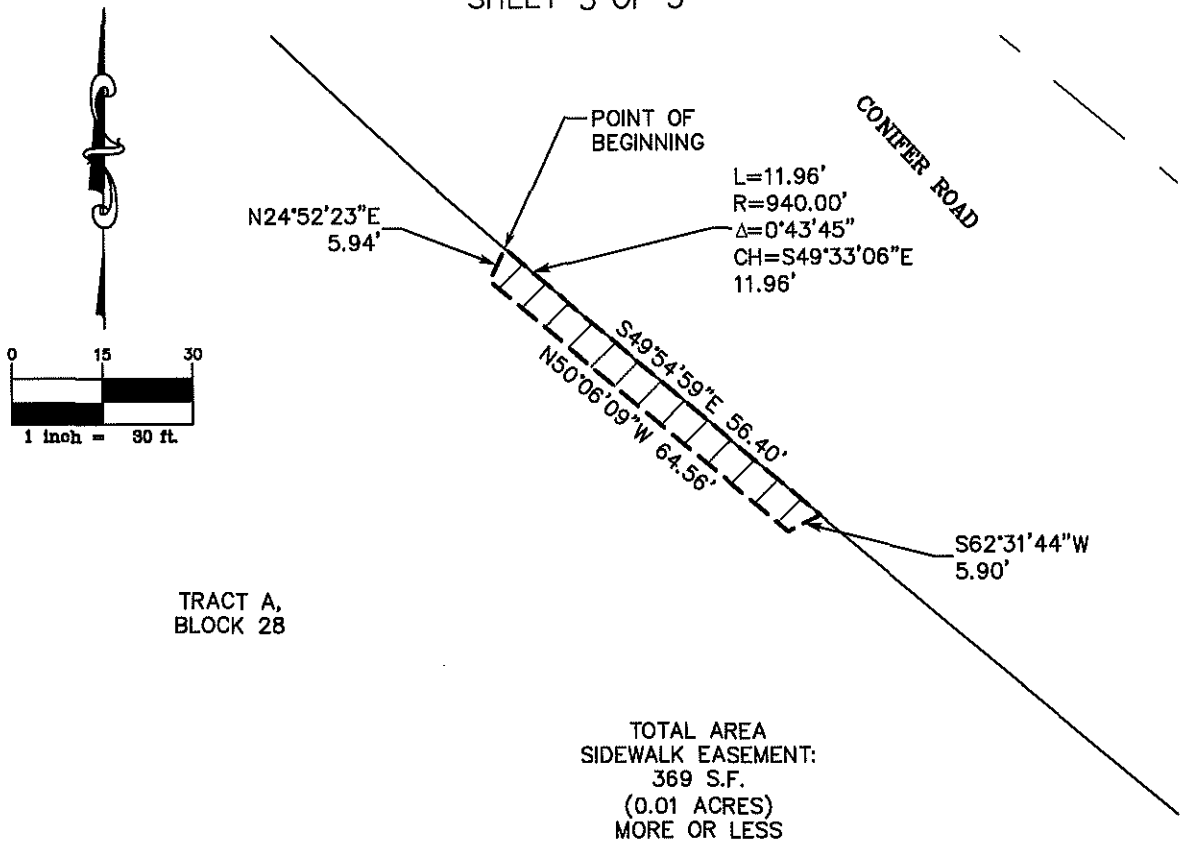 SHEET 3 OF 3
POINT OF
BEGINNING
CONIFER ROAD
L=11.96'
R=940.00'
Δ=0°43'45"
CH=S49°33'06"E
11.96'
N24°52'23"E
5.94'
0 15 30
1 inch = 30 ft.
S49°54'59"E 56.40'
N50°06'09"W 64.56'
S62°31'44"W
5.90'
TRACT A,
BLOCK 28
TOTAL AREA
SIDEWALK EASEMENT:
369 S.F.
(0.01 ACRES)
MORE OR LESS